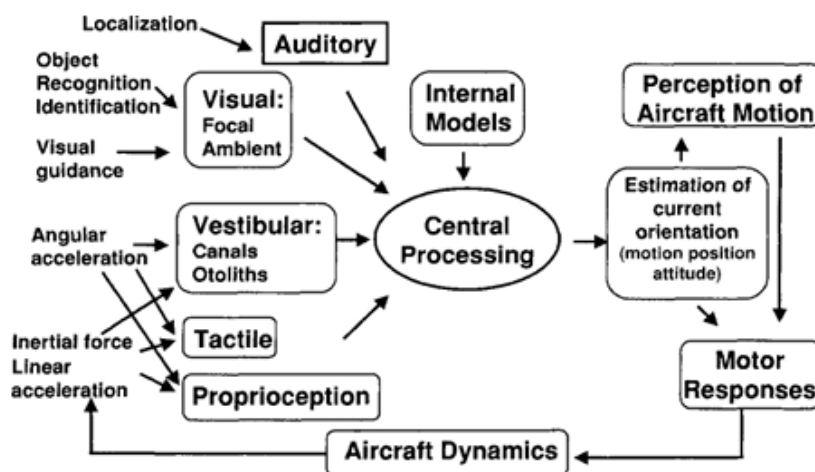 Localization
Auditory
Object
Recognition
Identification
Visual:
Focal
Ambient
Visual
guidance
Internal
Models
Perception of
Aircraft Motion
Angular
acceleration
Vestibular:
Canals
Otoliths
Central
Processing
Estimation of
current
orientation
(motion position
attitude)
Inertial force
Linear
acceleration
Tactile
Proprioception
Motor
Responses
Aircraft Dynamics